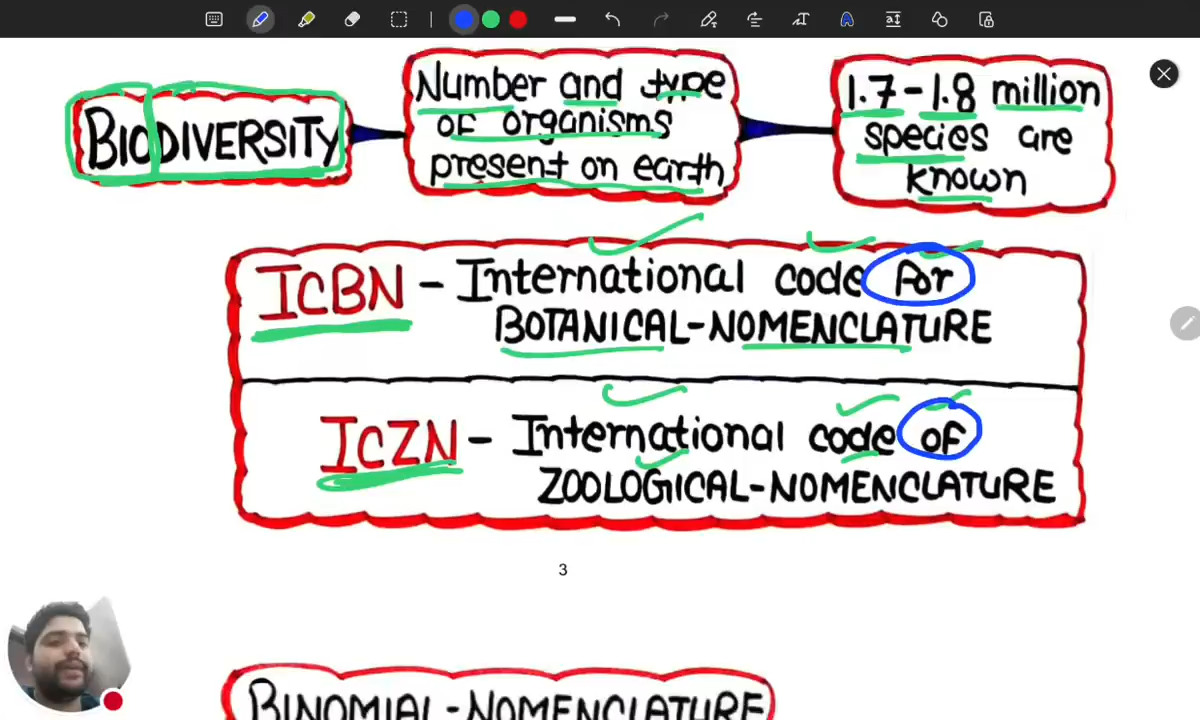 BIODIVERSITY
Number and type
of organisms
present on earth
1.7-1.8 million
species are
known
ICBN - International code for
BOTANICAL-NOMENCLATURE
ICZN - International code of
ZOOLOGICAL-NOMENCLATURE
3
BINOMIAL-NOMENCLATURE